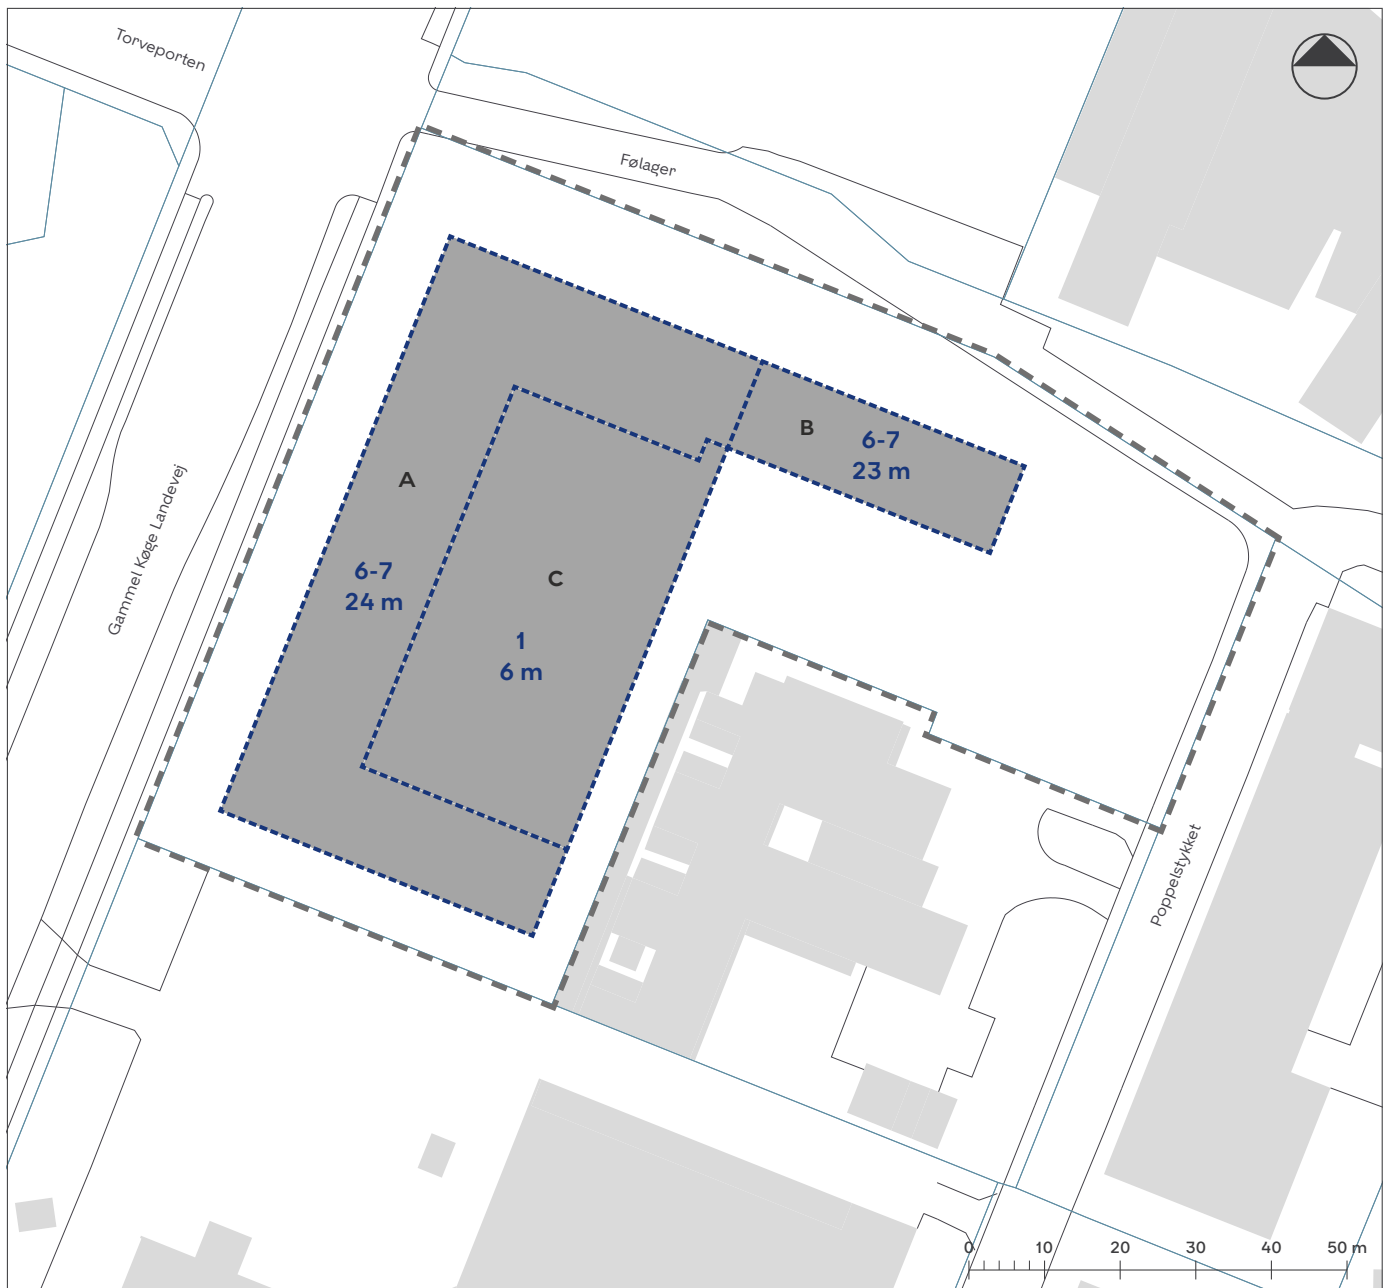 Torveporten
Følager
B
6-7
23 m
A
Gammel Køge Landevej
6-7
24 m
C
1
6 m
Poppelstykket
0 10 20 30 40 50 m